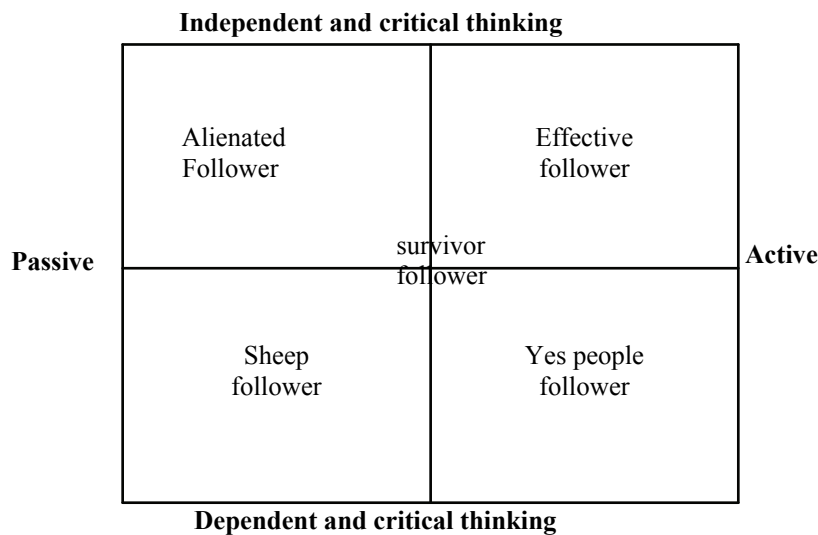 Independent and critical thinking
Alienated
Follower
Effective
follower
survivor
follower
Passive
Active
Sheep
follower
Yes people
follower
Dependent and critical thinking